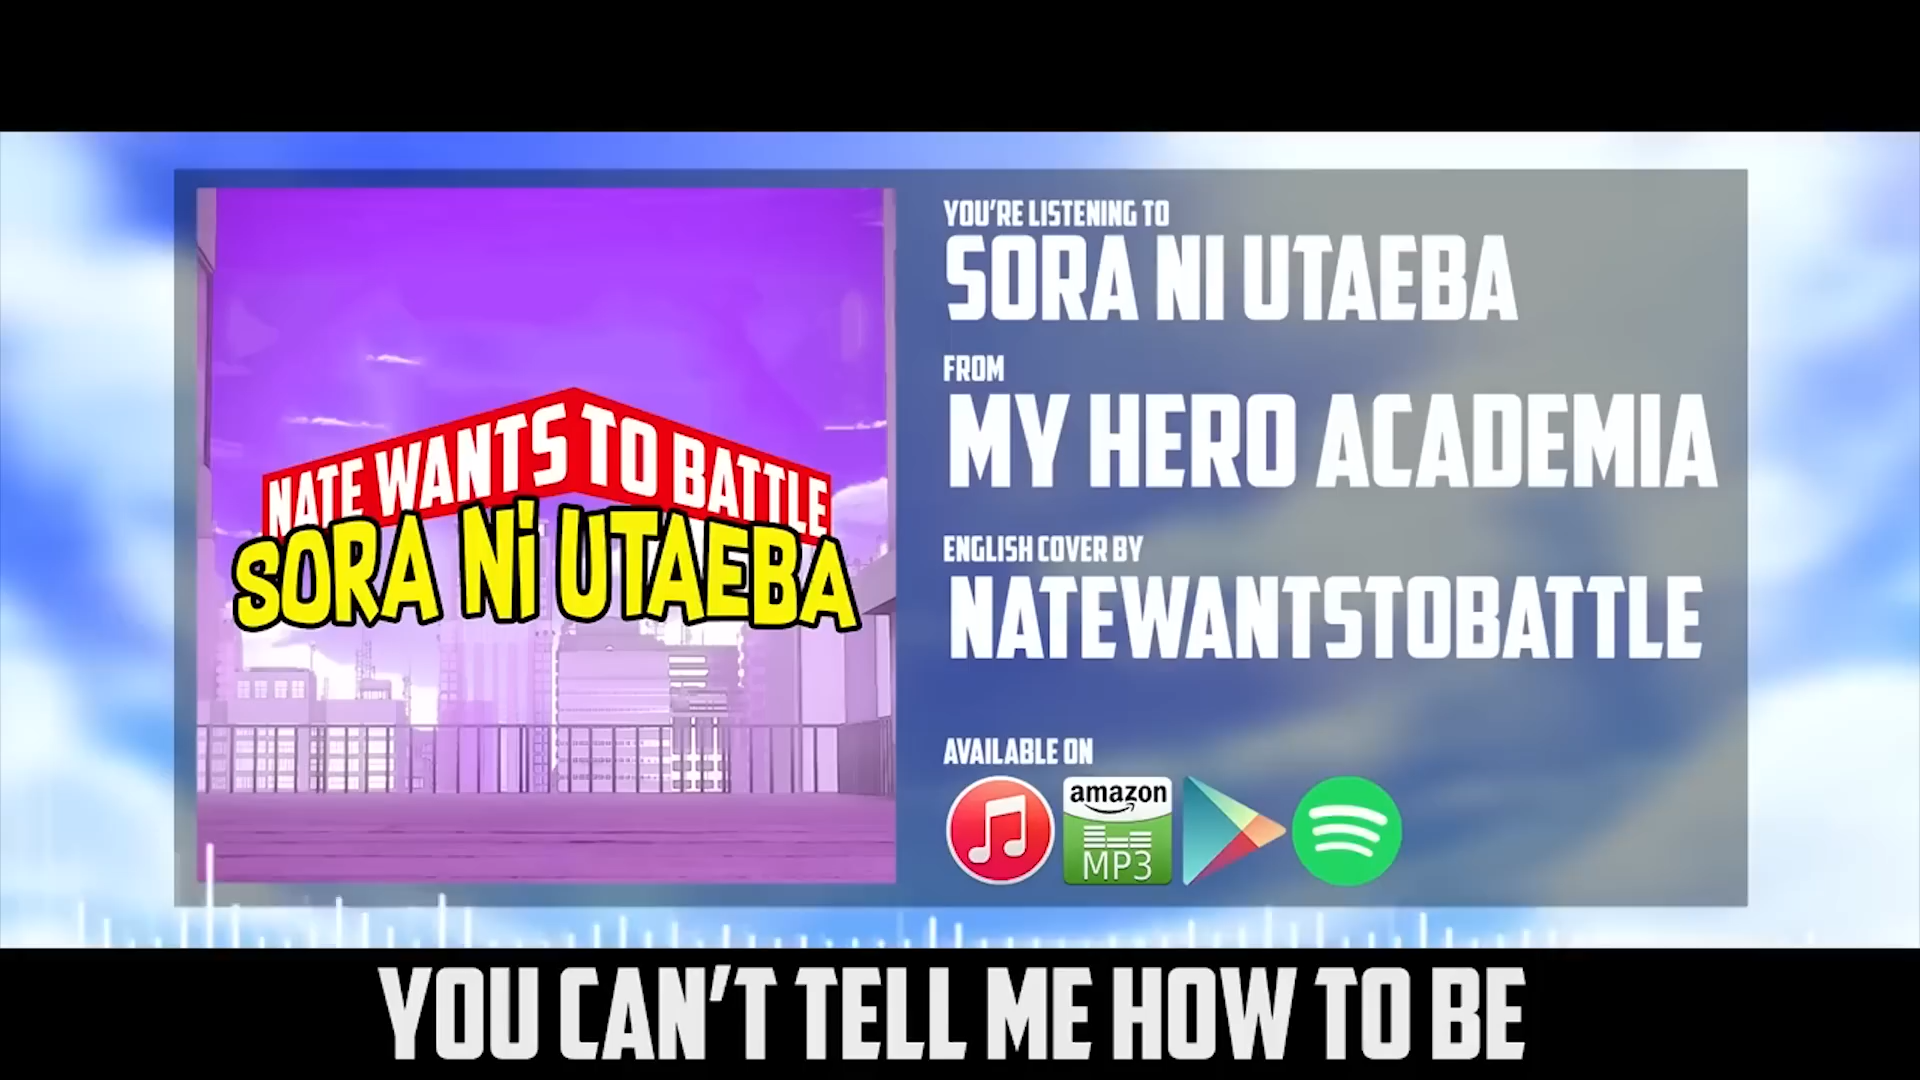 NATE WANTS TO BATTLE
SORA Ni UTAEBA
YOU'RE LISTENING TO
SORA NI UTAEBA
FROM
MY HERO ACADEMIA
ENGLISH COVER BY
NATEWANTSTOBATTLE
AVAILABLE ON
amazon
MP3
YOU CAN'T TELL ME HOW TO BE